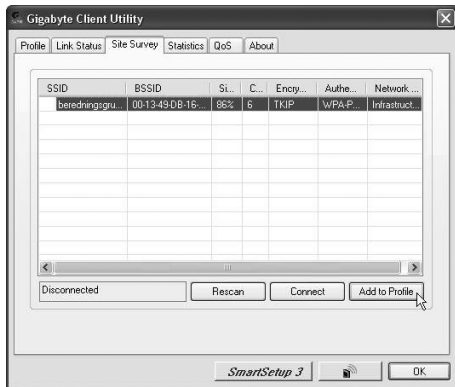 Gigabyte Client Utility
Profile Link Status Site Survey Statistics QoS About
SSID BSSID Si... C... Encry... Authe... Network ...
beredningsgru... 00-13-49-DB-16-... 86% 6 TKIP WPA-P... Infrastruct...
Disconnected Rescan Connect Add to Profile
SmartSetup 3 OK